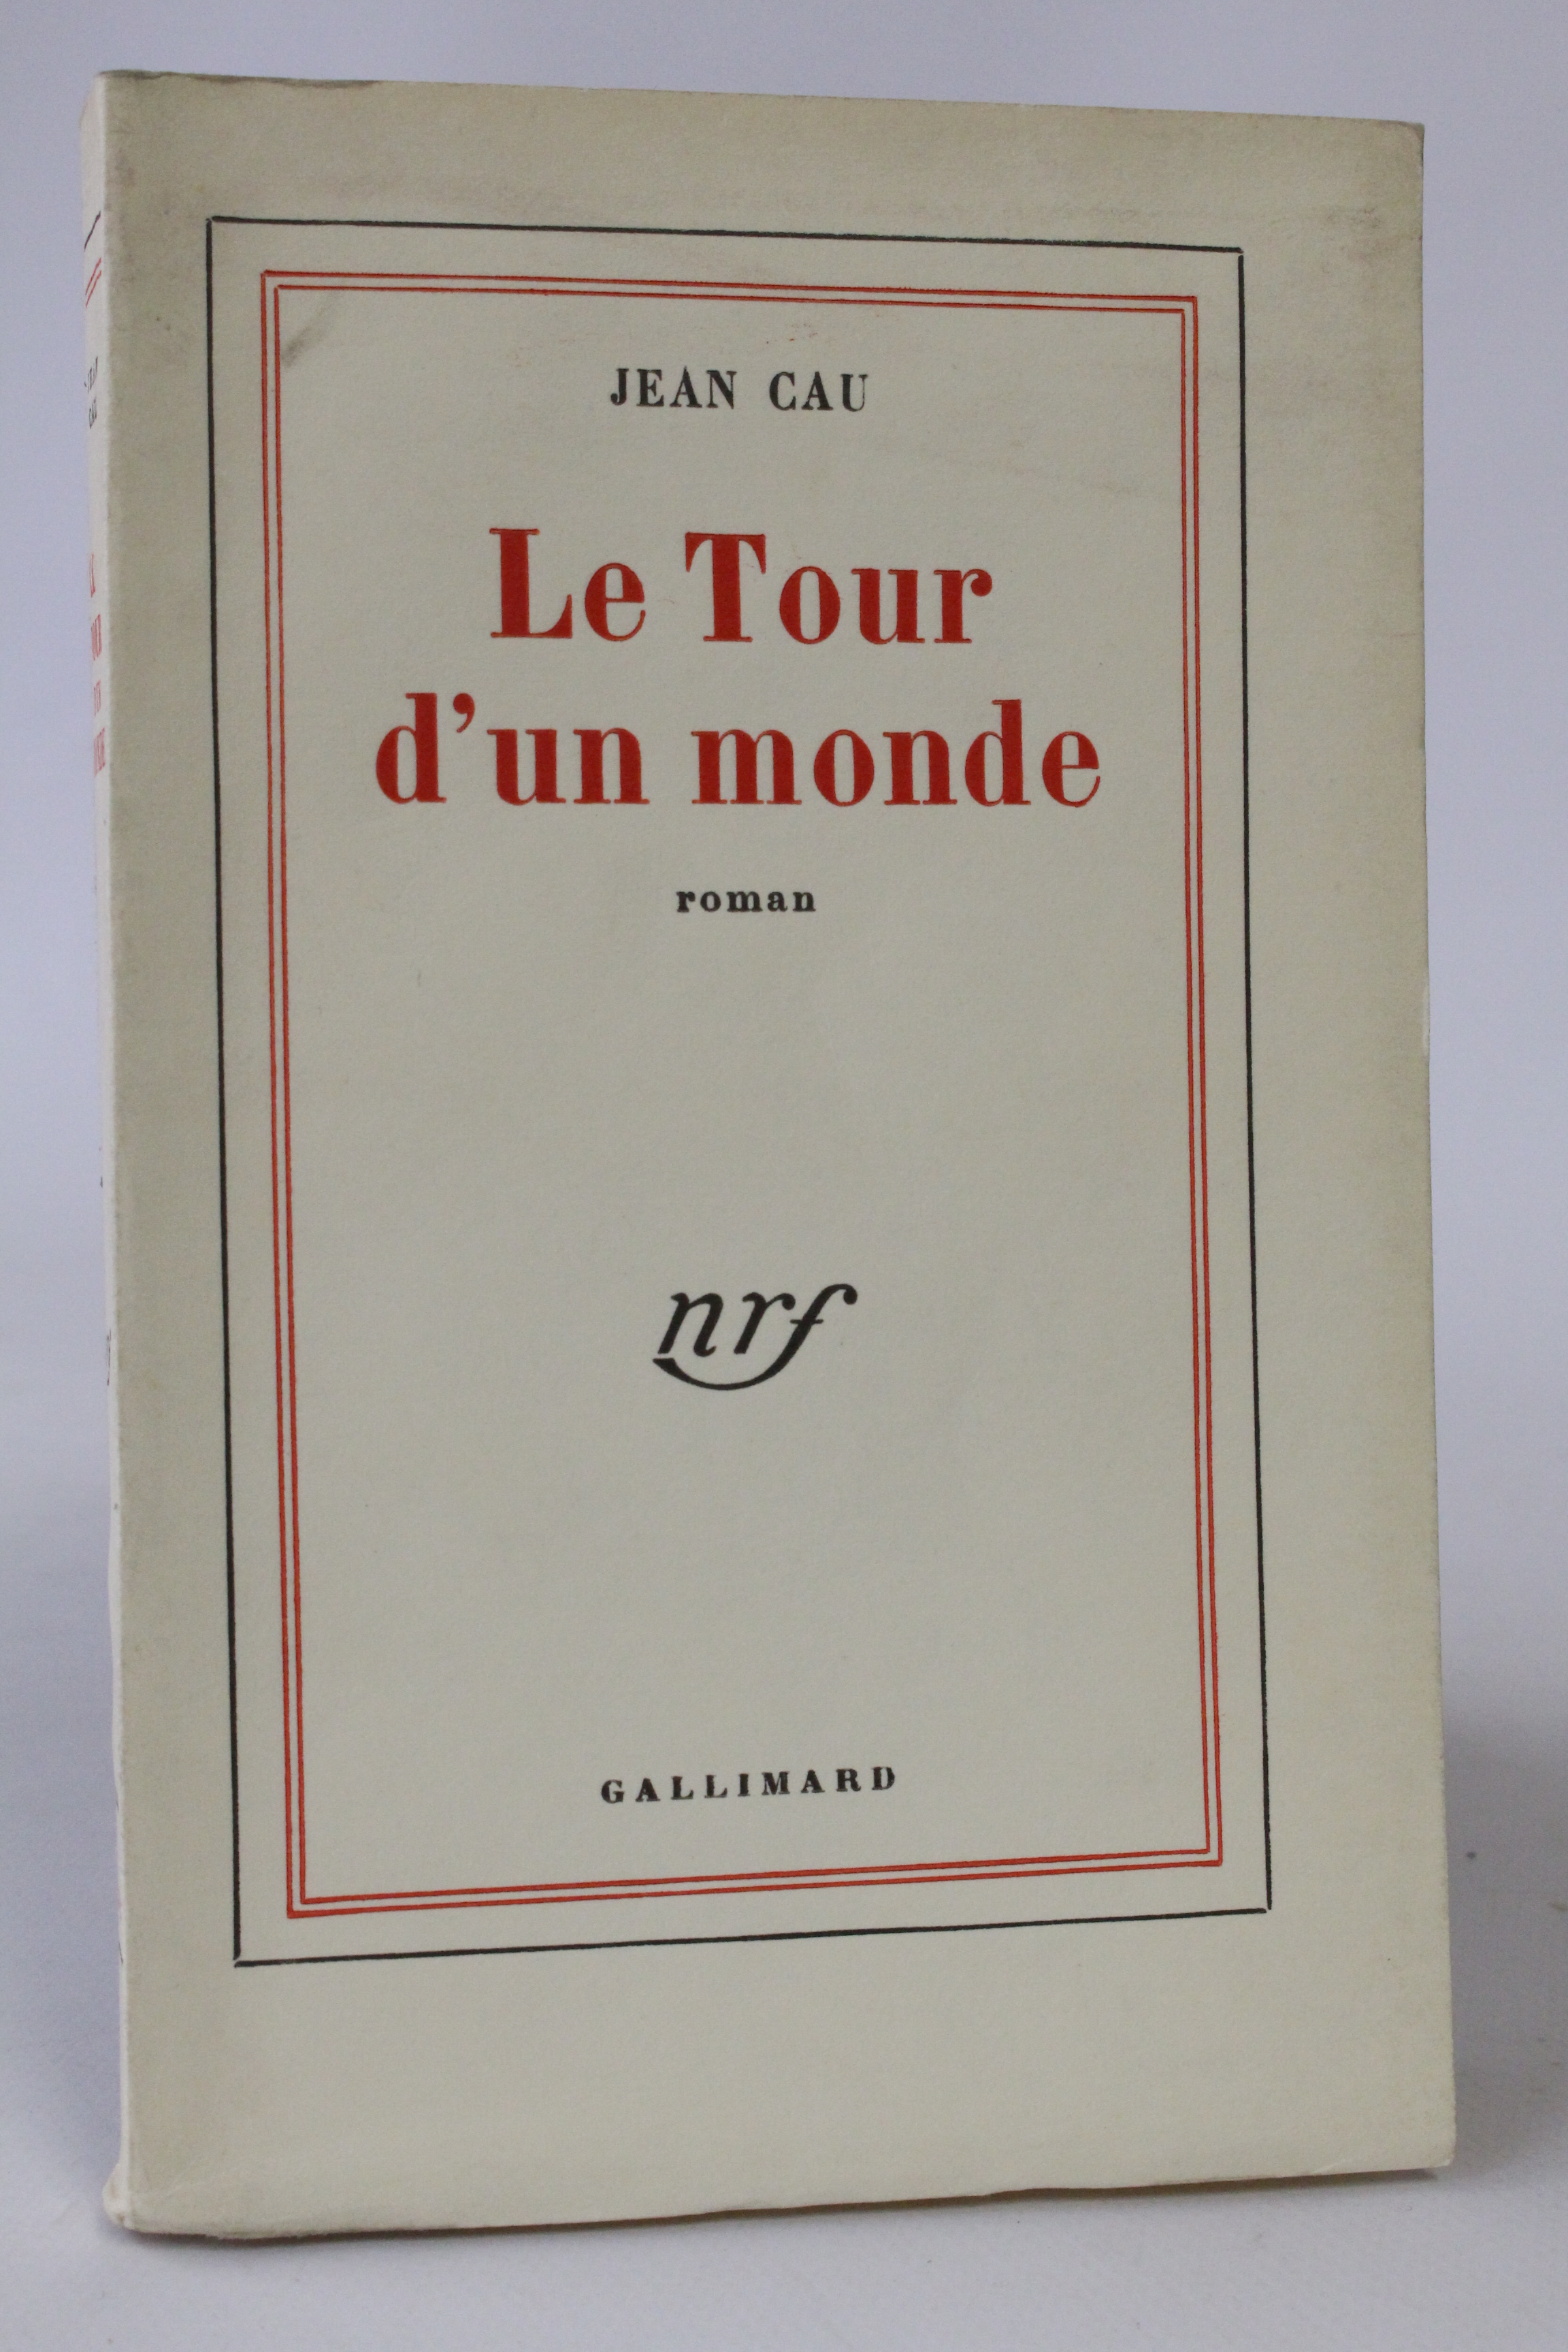 JEAN CAU
Le Tour
d'un monde
roman
nrf
GALLIMARD